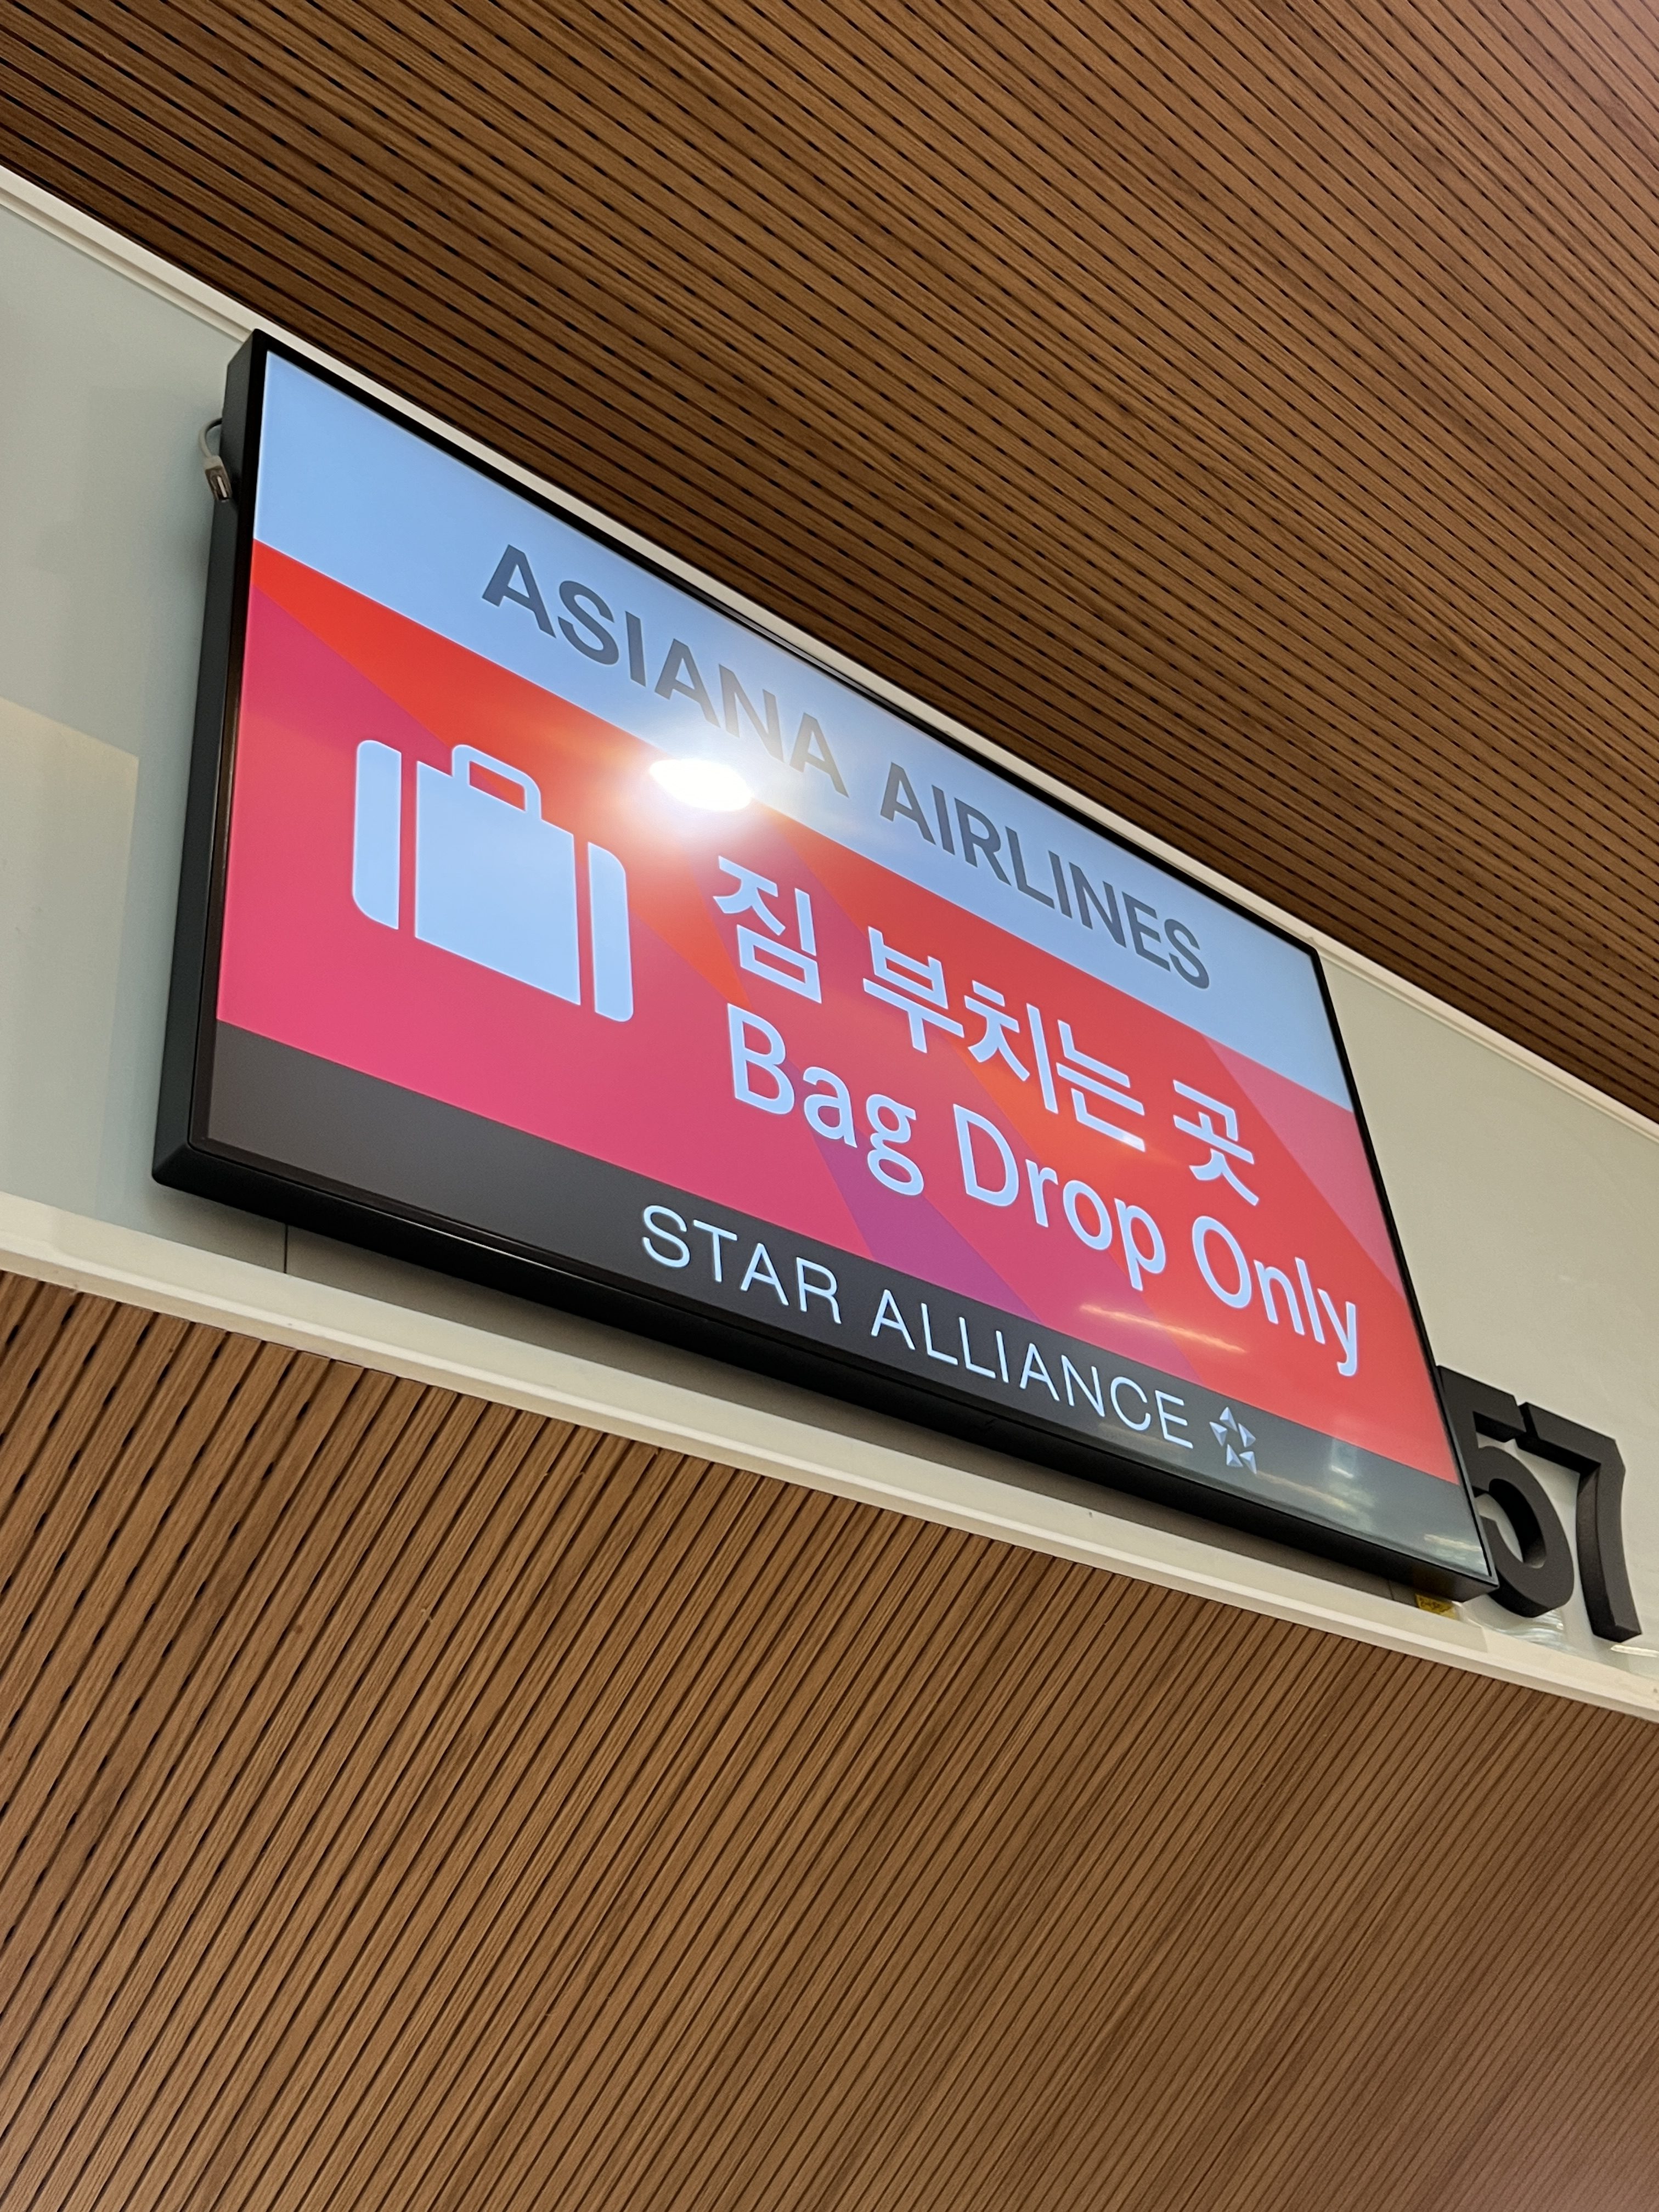 ASIANA AIRLINES
짐 부치는 곳
Bag Drop Only
STAR ALLIANCE
57